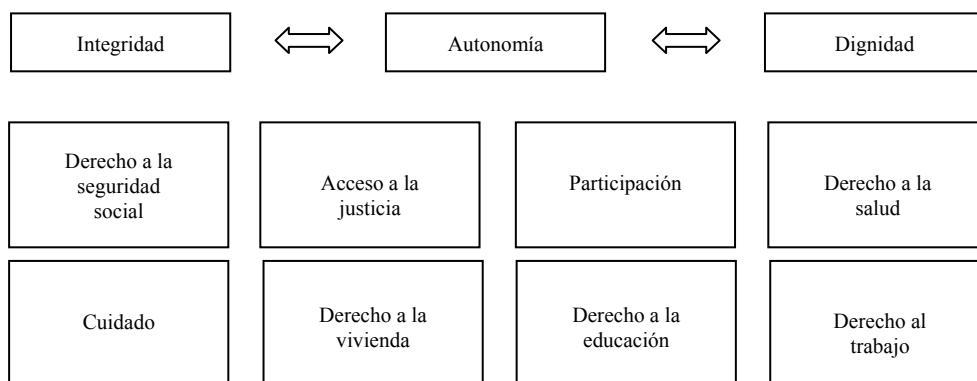 Integridad
Autonomía
Dignidad
Derecho a la
seguridad
social
Acceso a la
justicia
Participación
Derecho a la
salud
Cuidado
Derecho a la
vivienda
Derecho a la
educación
Derecho al
trabajo